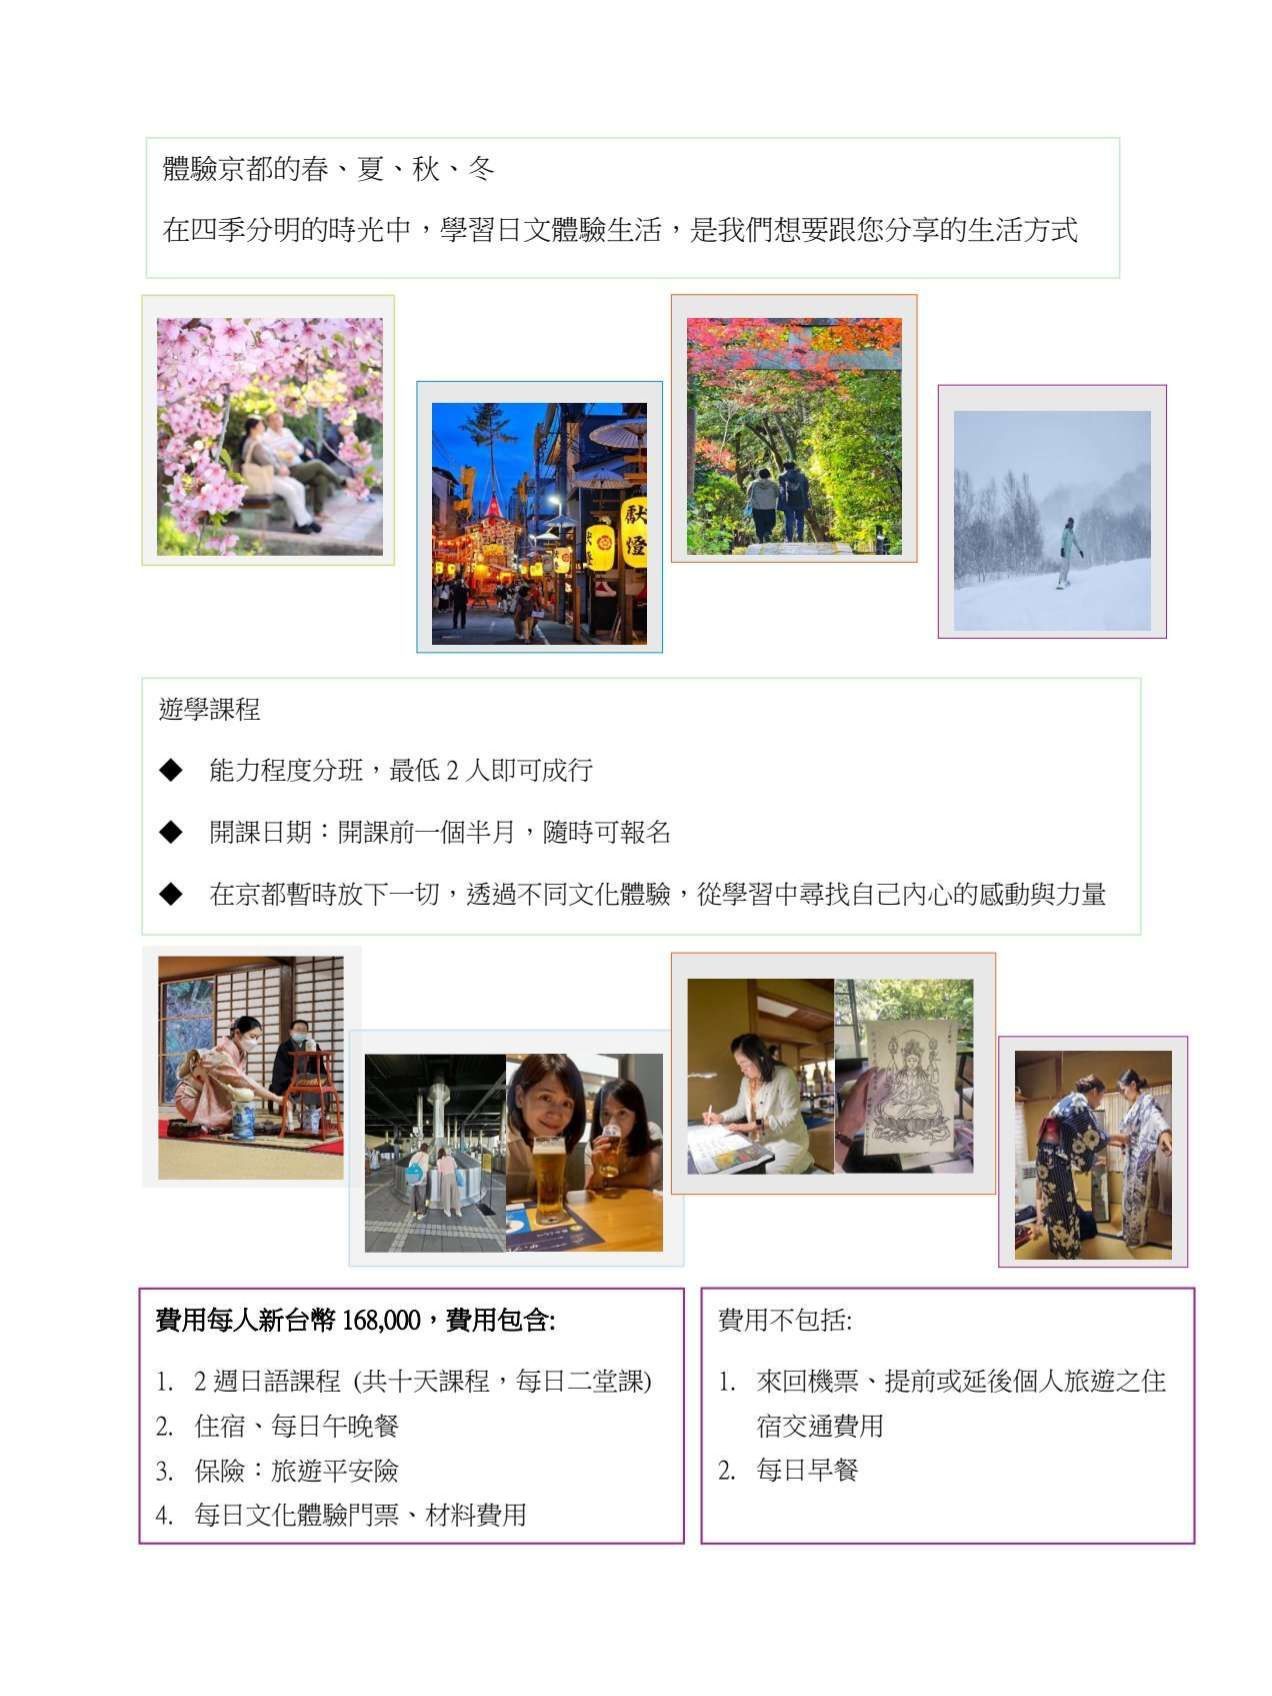 體驗京都的春、夏、秋、冬
在四季分明的時光中，學習日文體驗生活，是我們想要跟您分享的生活方式
獻
燈
遊學課程
◆ 能力程度分班，最低 2 人即可成行
◆ 開課日期：開課前一個半月，隨時可報名
◆ 在京都暫時放下一切，透過不同文化體驗，從學習中尋找自己內心的感動與力量
費用每人新台幣 168,000，費用包含:
1. 2 週日語課程 (共十天課程，每日二堂課)
2. 住宿、每日午晚餐
3. 保險：旅遊平安險
4. 每日文化體驗門票、材料費用
費用不包括:
1. 來回機票、提前或延後個人旅遊之住
宿交通費用
2. 每日早餐